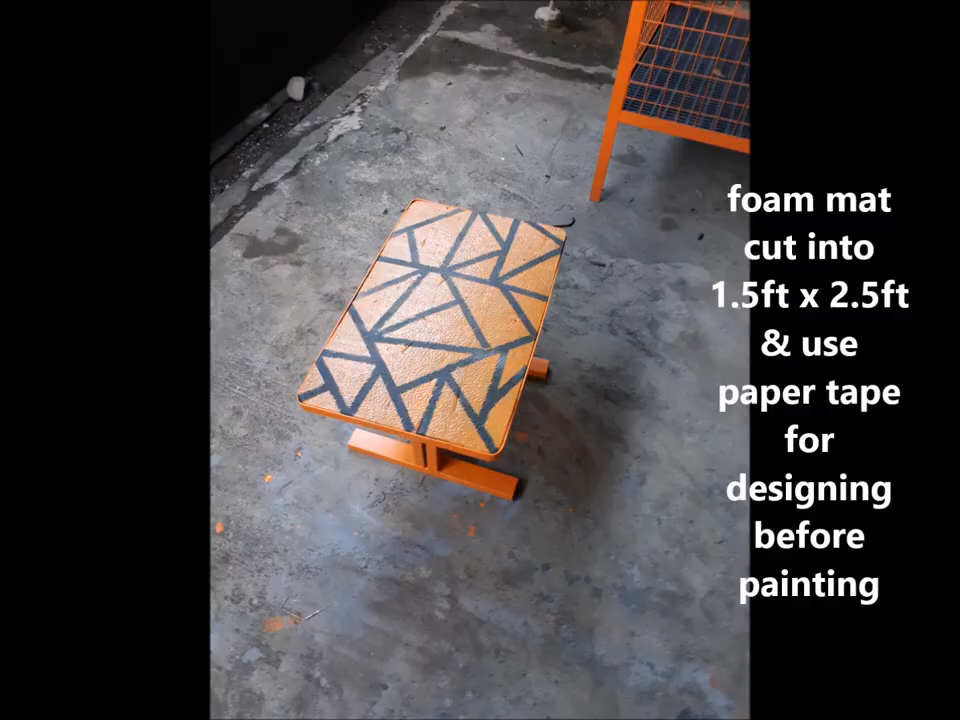 foam mat
cut into
1.5ft x 2.5ft
& use
paper tape
for
designing
before
painting